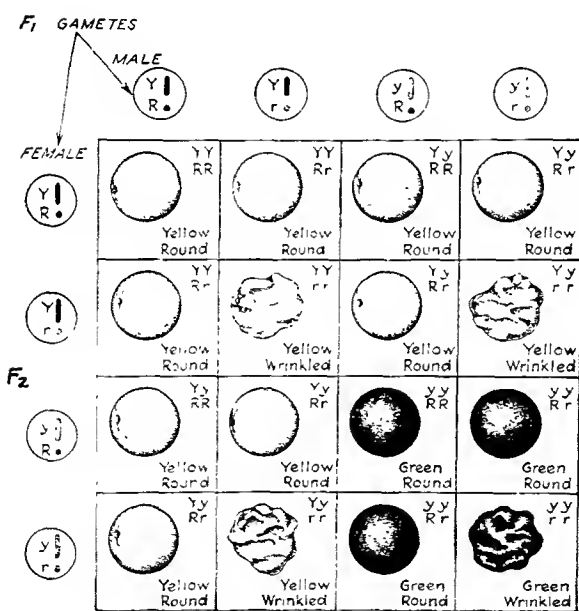 F1 GAMETES
MALE
Y
R
Y
r
y
R
y
r
FEMALE
Y
R
YY
RR
Yellow
Round
YY
Rr
Yellow
Round
Yy
RR
Yellow
Round
Yy
Rr
Yellow
Round
Y
r
YY
Rr
Yellow
Round
YY
rr
Yellow
Wrinkled
Yy
Rr
Yellow
Round
Yy
rr
Yellow
Wrinkled
F2
y
R
Yy
RR
Yellow
Round
Yy
Rr
Yellow
Round
yy
RR
Green
Round
yy
Rr
Green
Round
y
r
Yy
Rr
Yellow
Round
Yy
rr
Yellow
Wrinkled
yy
Rr
Green
Round
yy
rr
Green
Wrinkled